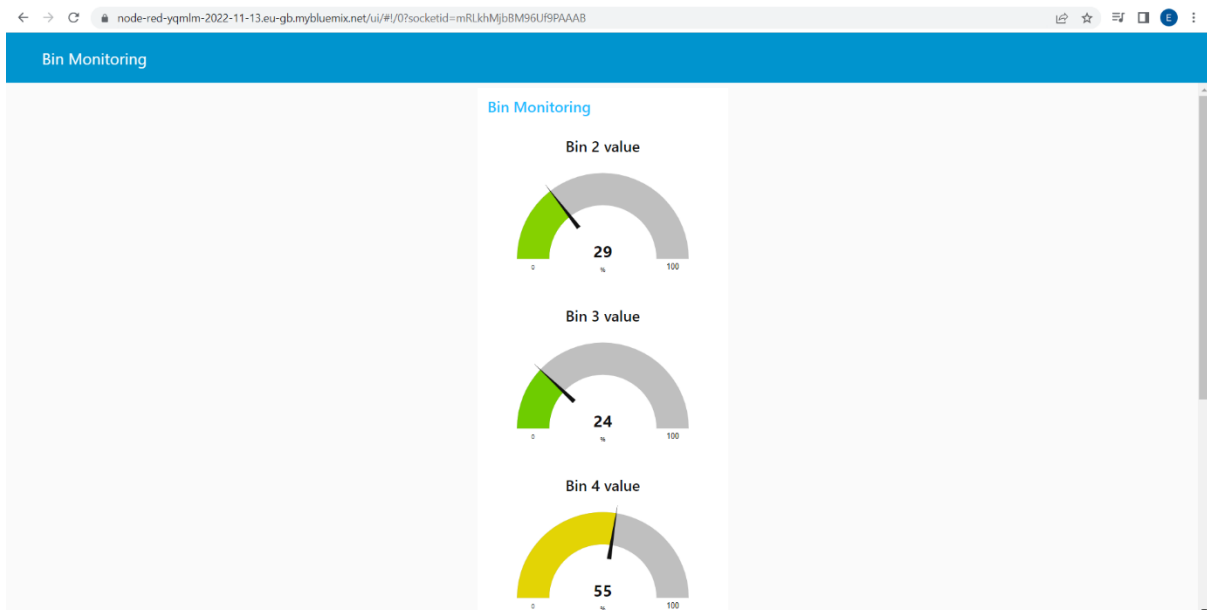 node-red-yqmlm-2022-11-13.eu-gb.mybluemix.net/ui/#!/0?socketid=mRLkhMjbBM96Uf9PAAAB
E
Bin Monitoring
Bin Monitoring
Bin 2 value
29
0 % 100
Bin 3 value
24
0 % 100
Bin 4 value
55
0 % 100